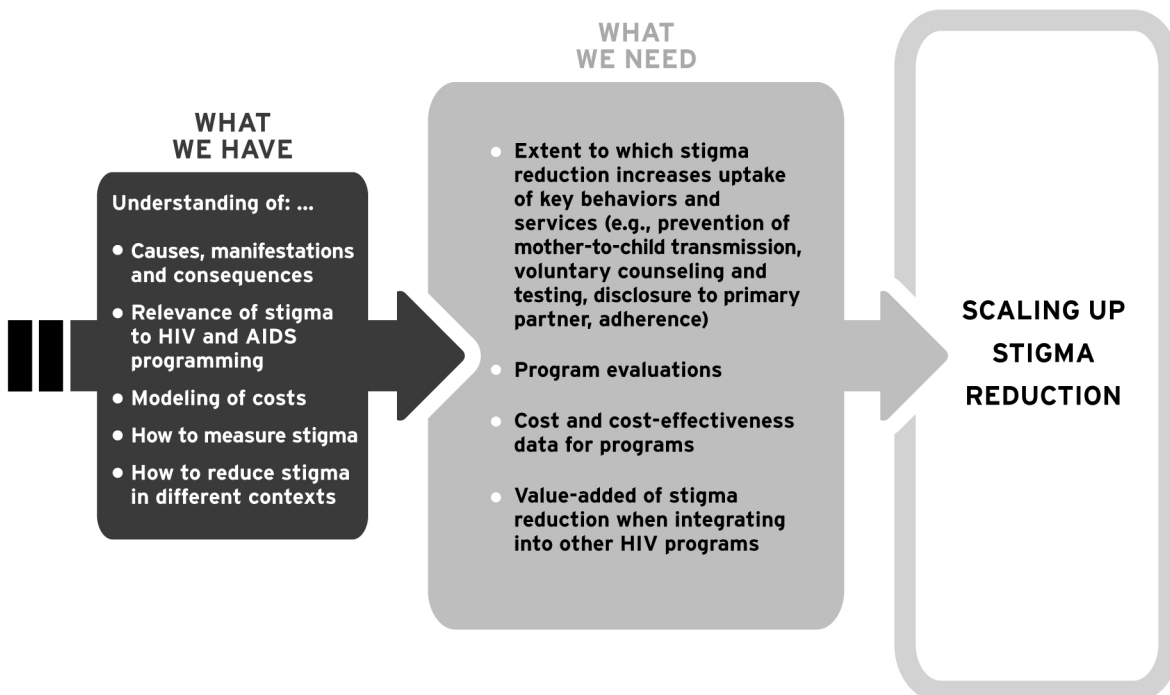 WHAT
WE HAVE
Understanding of: ...
• Causes, manifestations
and consequences
• Relevance of stigma
to HIV and AIDS
programming
• Modeling of costs
• How to measure stigma
• How to reduce stigma
in different contexts
WHAT
WE NEED
• Extent to which stigma
reduction increases uptake
of key behaviors and
services (e.g., prevention of
mother-to-child transmission,
voluntary counseling and
testing, disclosure to primary
partner, adherence)
• Program evaluations
• Cost and cost-effectiveness
data for programs
• Value-added of stigma
reduction when integrating
into other HIV programs
SCALING UP
STIGMA
REDUCTION